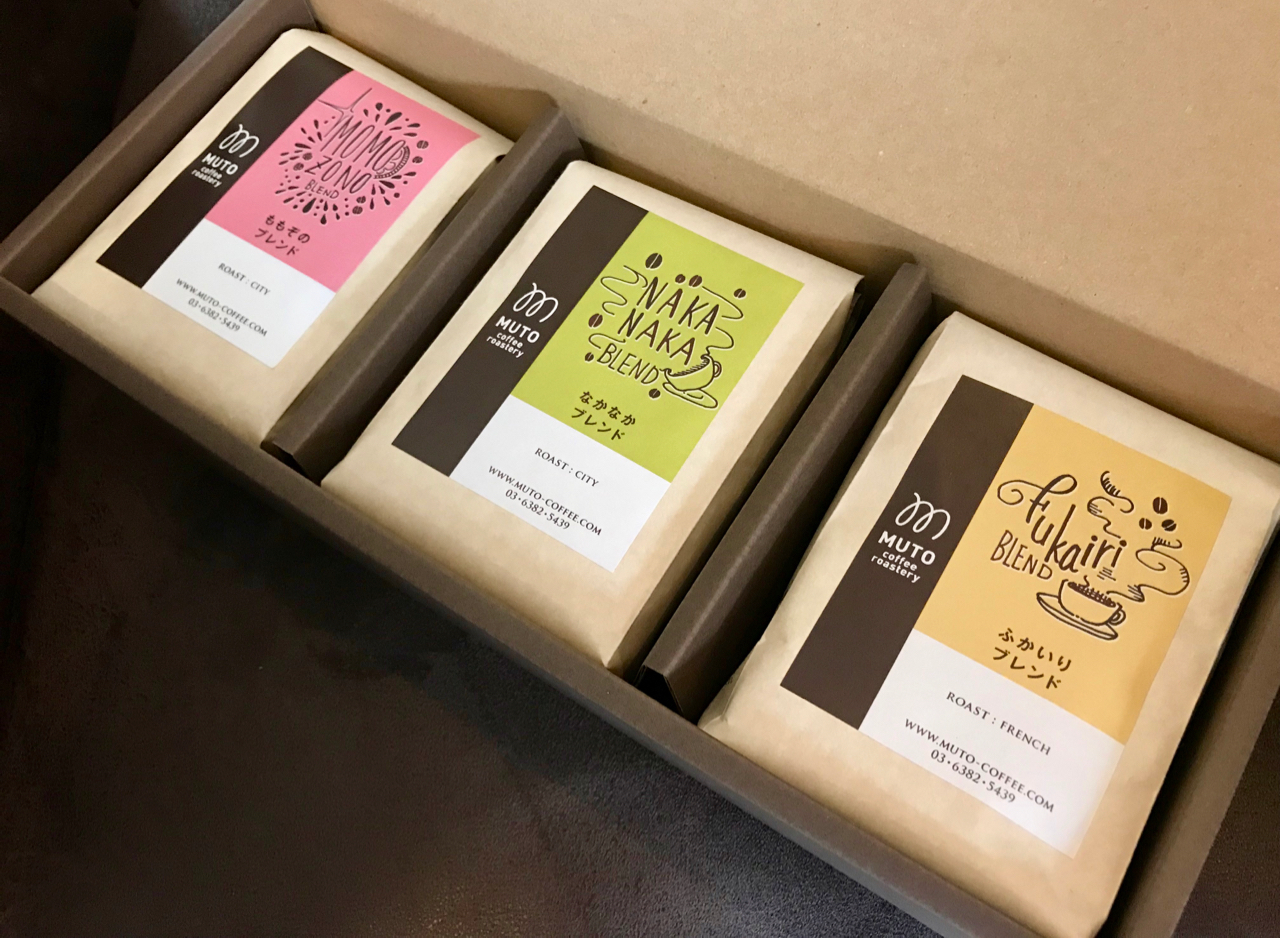 MUTO
coffee
roastery
MOMO
ZONO
BLEND
ももぞの
ブレンド
ROAST : CITY
WWW.MUTO-COFFEE.COM
03・6382・5439
MUTO
coffee
roastery
NAKA
NAKA
BLEND
なかなか
ブレンド
ROAST : CITY
WWW.MUTO-COFFEE.COM
03・6382・5439
MUTO
coffee
roastery
Fukairi
BLEND
ふかいり
ブレンド
ROAST : FRENCH
WWW.MUTO-COFFEE.COM
03・6382・5439